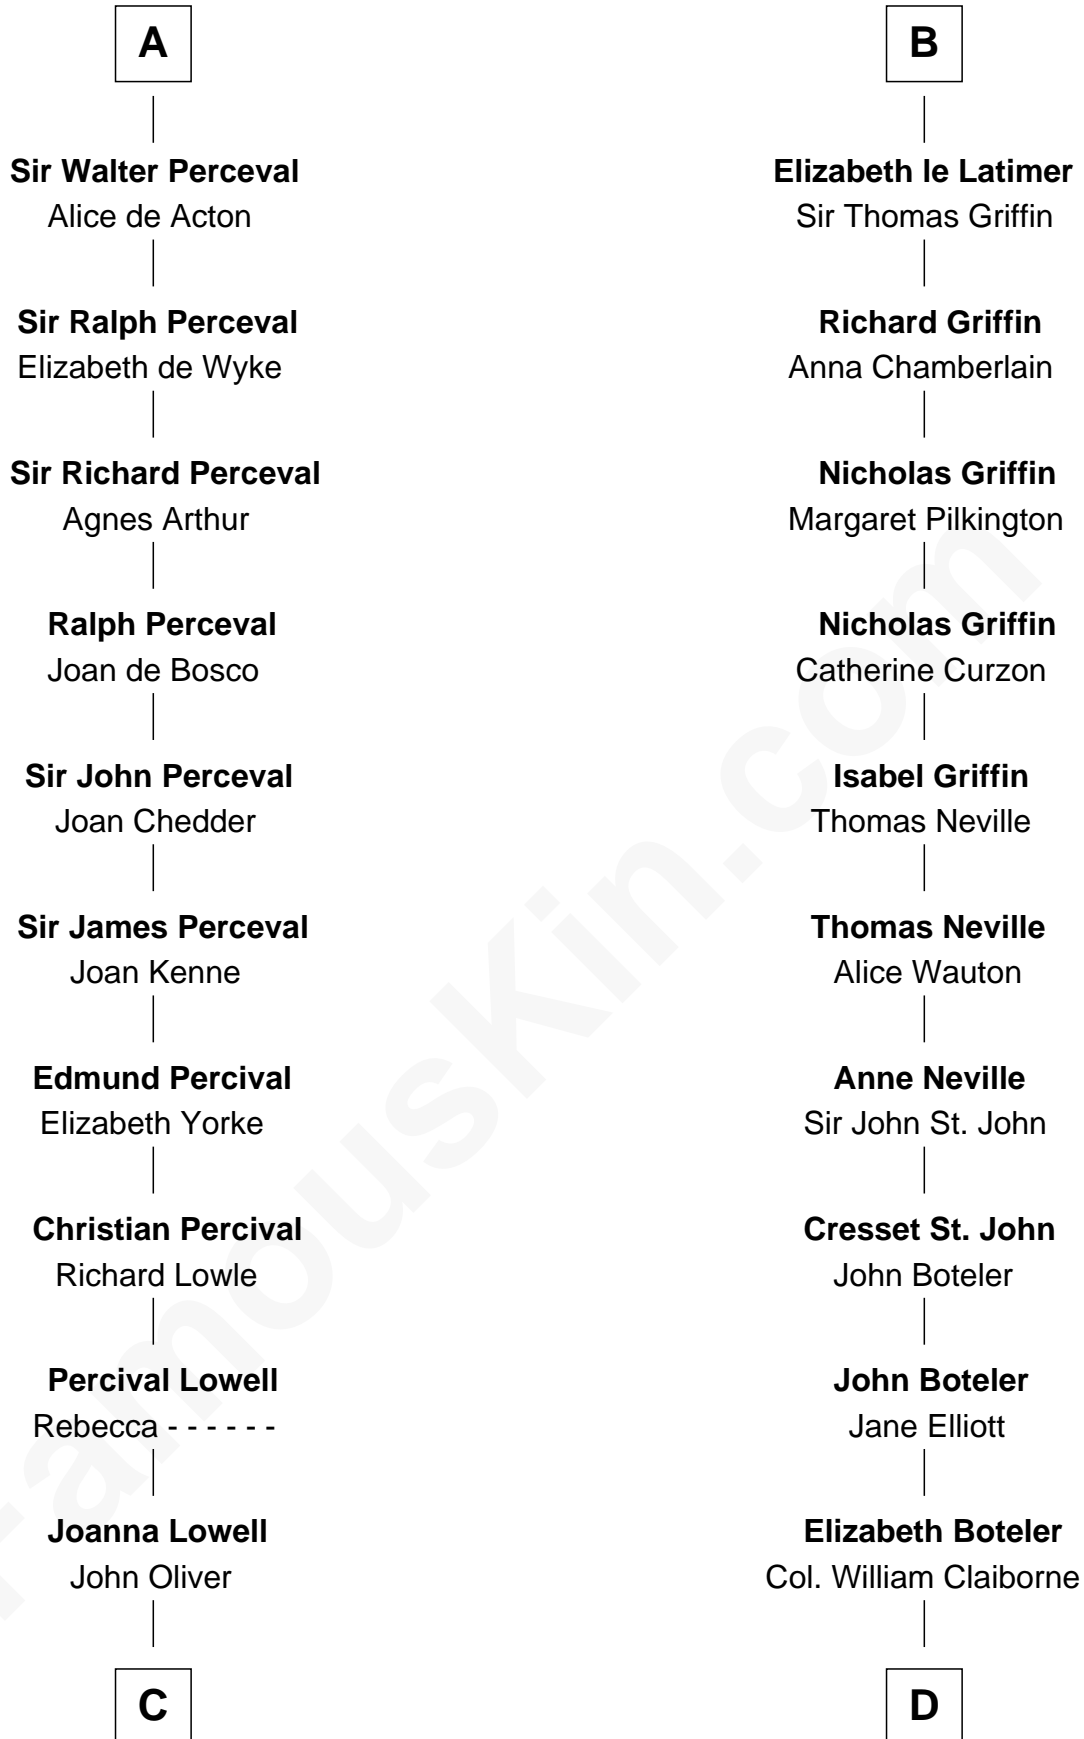 A
Sir Walter Perceval
Alice de Acton
Sir Ralph Perceval
Elizabeth de Wyke
Sir Richard Perceval
Agnes Arthur
Ralph Perceval
Joan de Bosco
Sir John Perceval
Joan Chedder
Sir James Perceval
Joan Kenne
Edmund Percival
Elizabeth Yorke
Christian Percival
Richard Lowle
Percival Lowell
Rebecca - - - - - -
Joanna Lowell
John Oliver
C
B
Elizabeth le Latimer
Sir Thomas Griffin
Richard Griffin
Anna Chamberlain
Nicholas Griffin
Margaret Pilkington
Nicholas Griffin
Catherine Curzon
Isabel Griffin
Thomas Neville
Thomas Neville
Alice Wauton
Anne Neville
Sir John St. John
Cresset St. John
John Boteler
John Boteler
Jane Elliott
Elizabeth Boteler
Col. William Claiborne
D
FamousKin.com